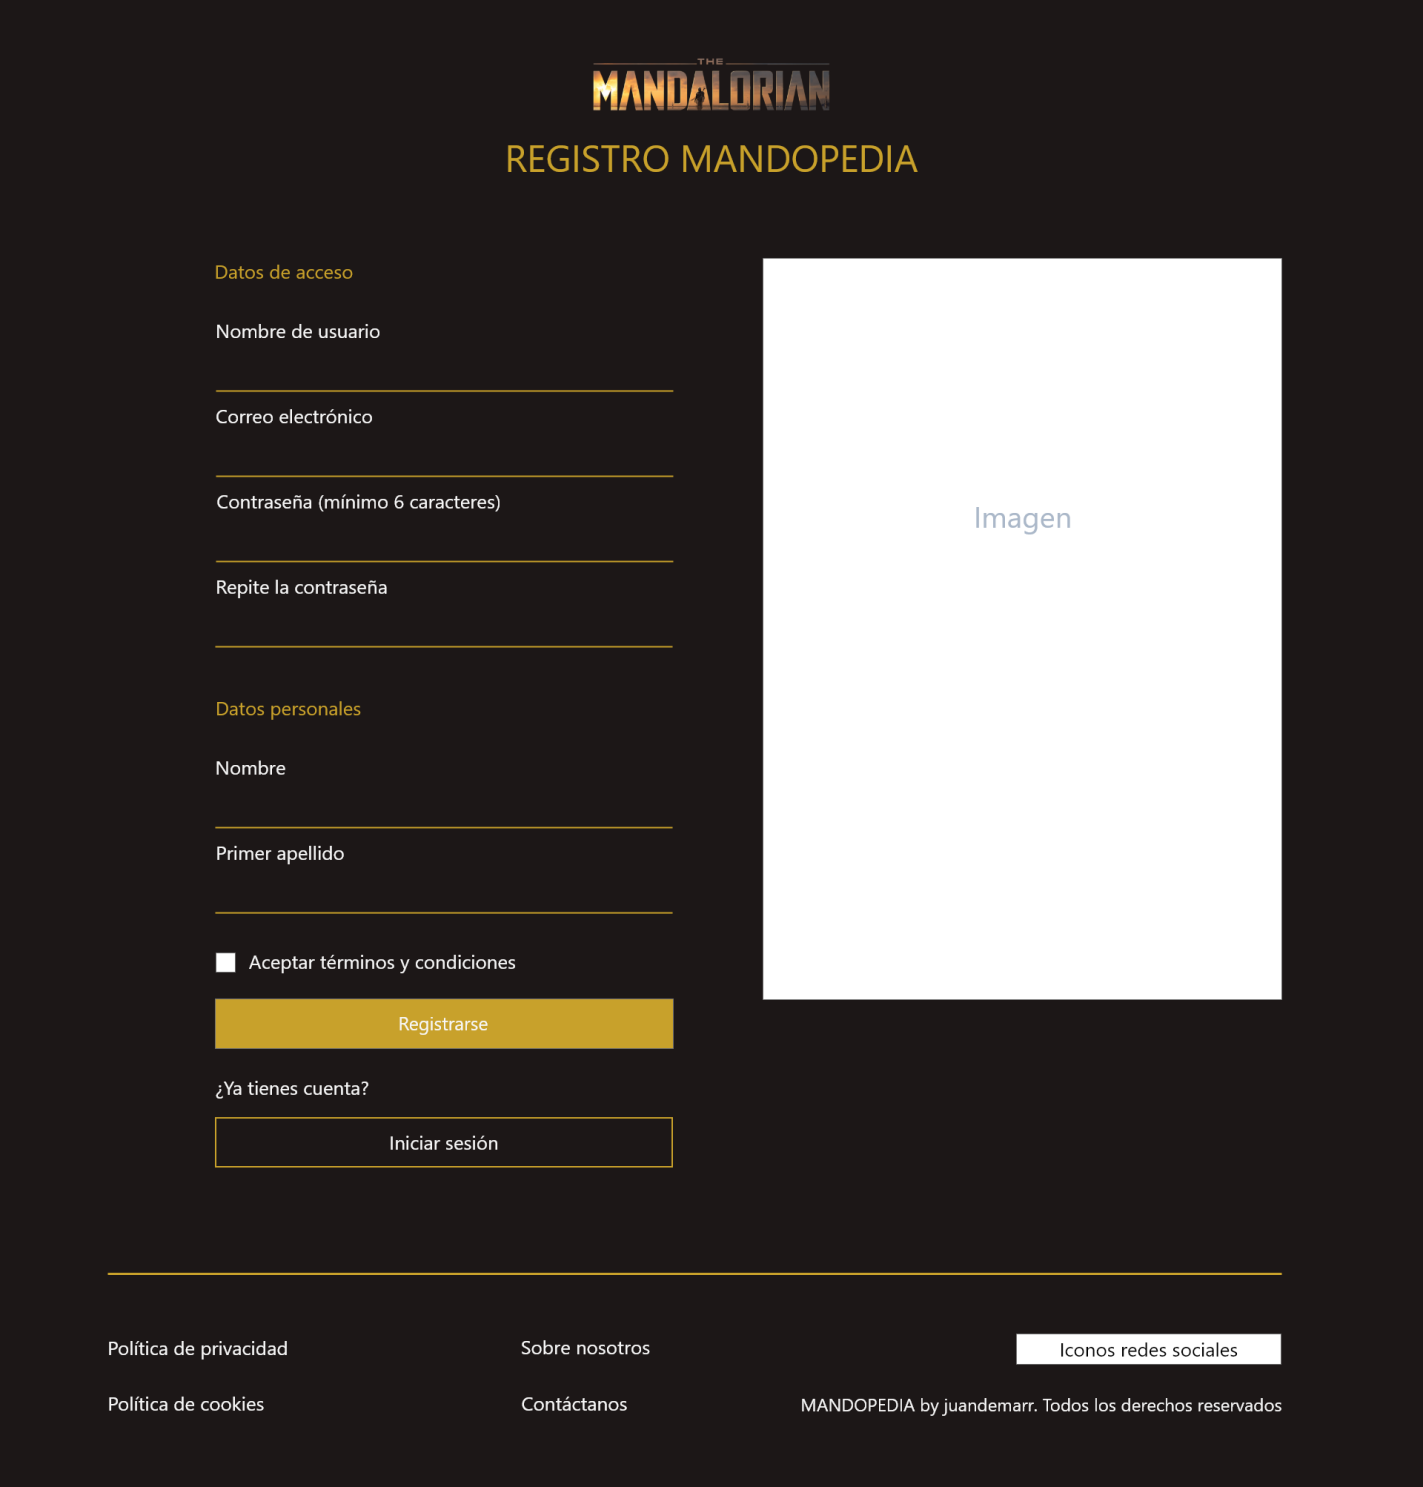 THE
MANDALORIAN
REGISTRO MANDOPEDIA
Datos de acceso
Nombre de usuario
Correo electrónico
Contraseña (mínimo 6 caracteres)
Repite la contraseña
Datos personales
Nombre
Primer apellido
Aceptar términos y condiciones
Registrarse
¿Ya tienes cuenta?
Iniciar sesión
Imagen
Política de privacidad
Política de cookies
Sobre nosotros
Contáctanos
Iconos redes sociales
MANDOPEDIA by juandemarr. Todos los derechos reservados